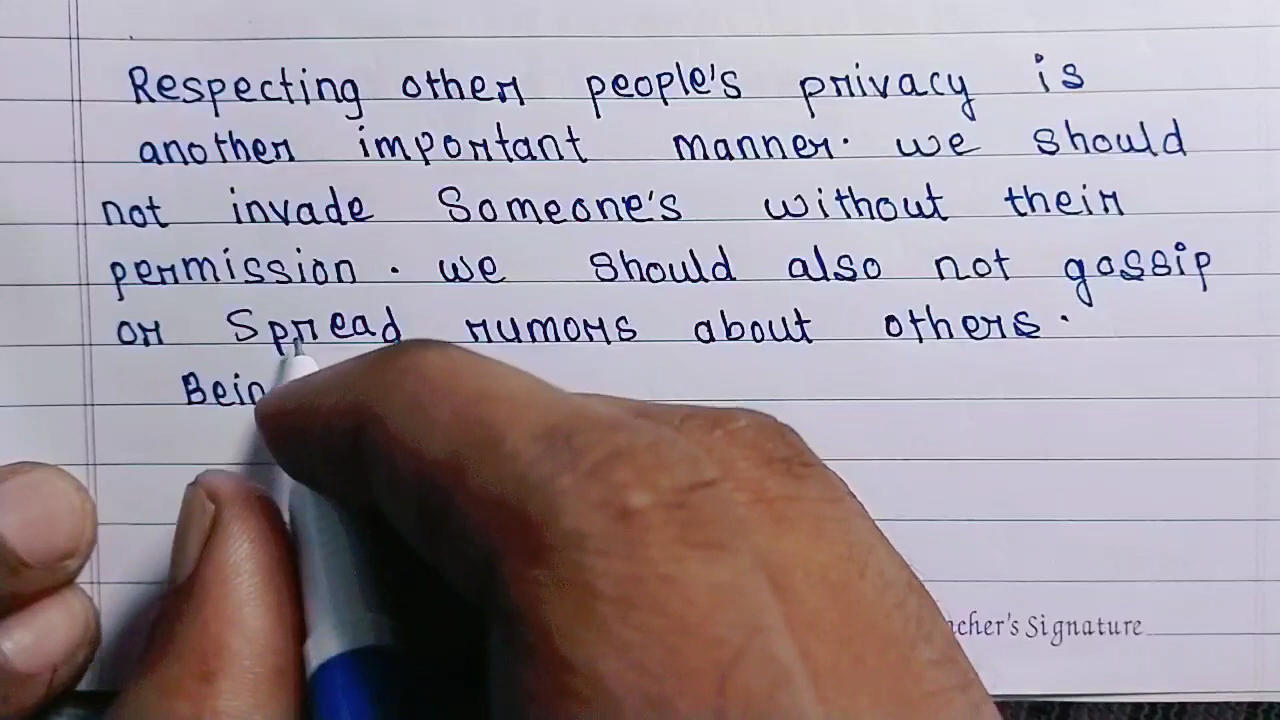 Respecting other people's privacy is
another important manner. we should
not invade Someone's without their
permission. we should also not gossip
or Spread rumors about others.
Bein
cher's Signature